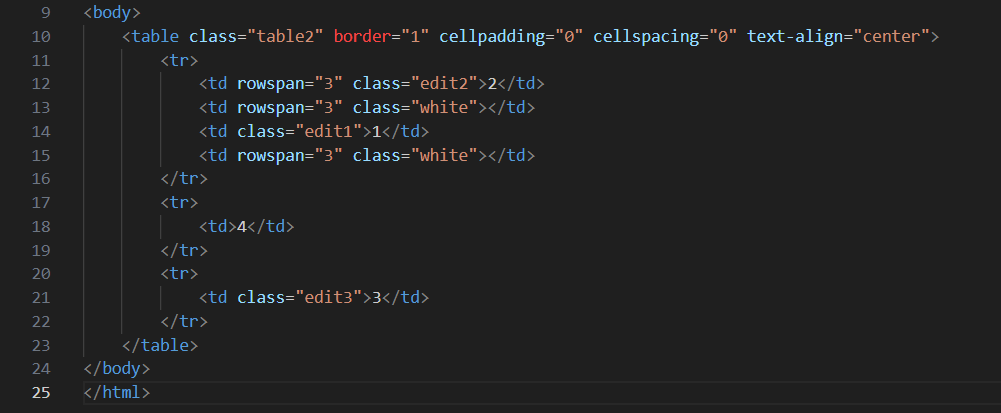 9 <body>
10 <table class="table2" border="1" cellpadding="0" cellspacing="0" text-align="center">
11 <tr>
12 <td rowspan="3" class="edit2">2</td>
13 <td rowspan="3" class="white"></td>
14 <td class="edit1">1</td>
15 <td rowspan="3" class="white"></td>
16 </tr>
17 <tr>
18 <td>4</td>
19 </tr>
20 <tr>
21 <td class="edit3">3</td>
22 </tr>
23 </table>
24 </body>
25 </html>